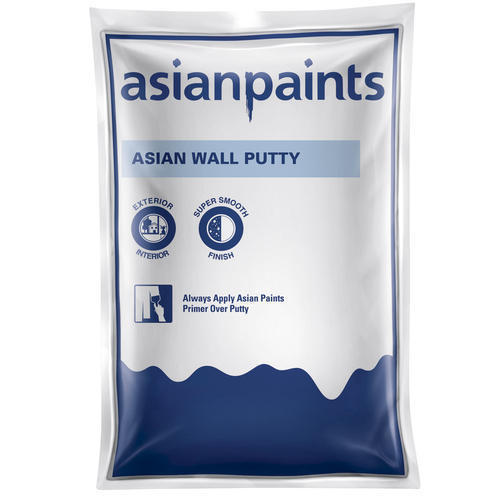 asianpaints
ASIAN WALL PUTTY
EXTERIOR
INTERIOR
SUPER SMOOTH
FINISH
Always Apply Asian Paints
Primer Over Putty